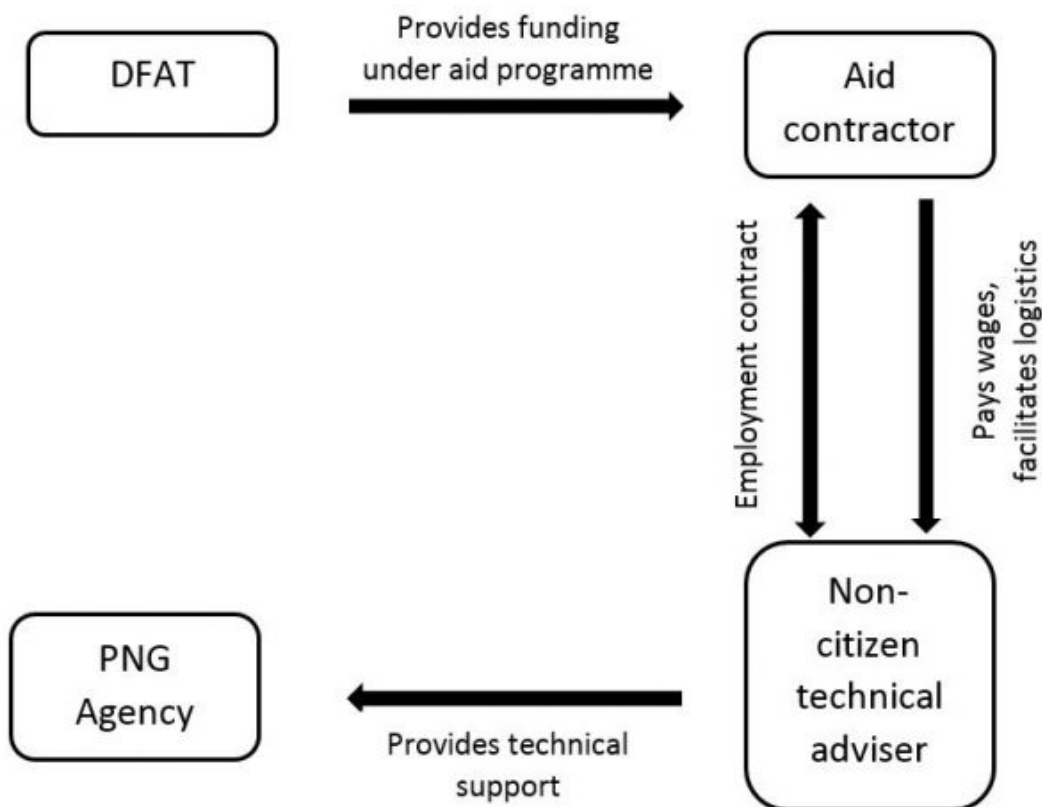 DFAT
Provides funding
under aid programme
Aid
contractor
Employment contract
Pays wages,
facilitates logistics
PNG
Agency
Provides technical
support
Non-
citizen
technical
adviser